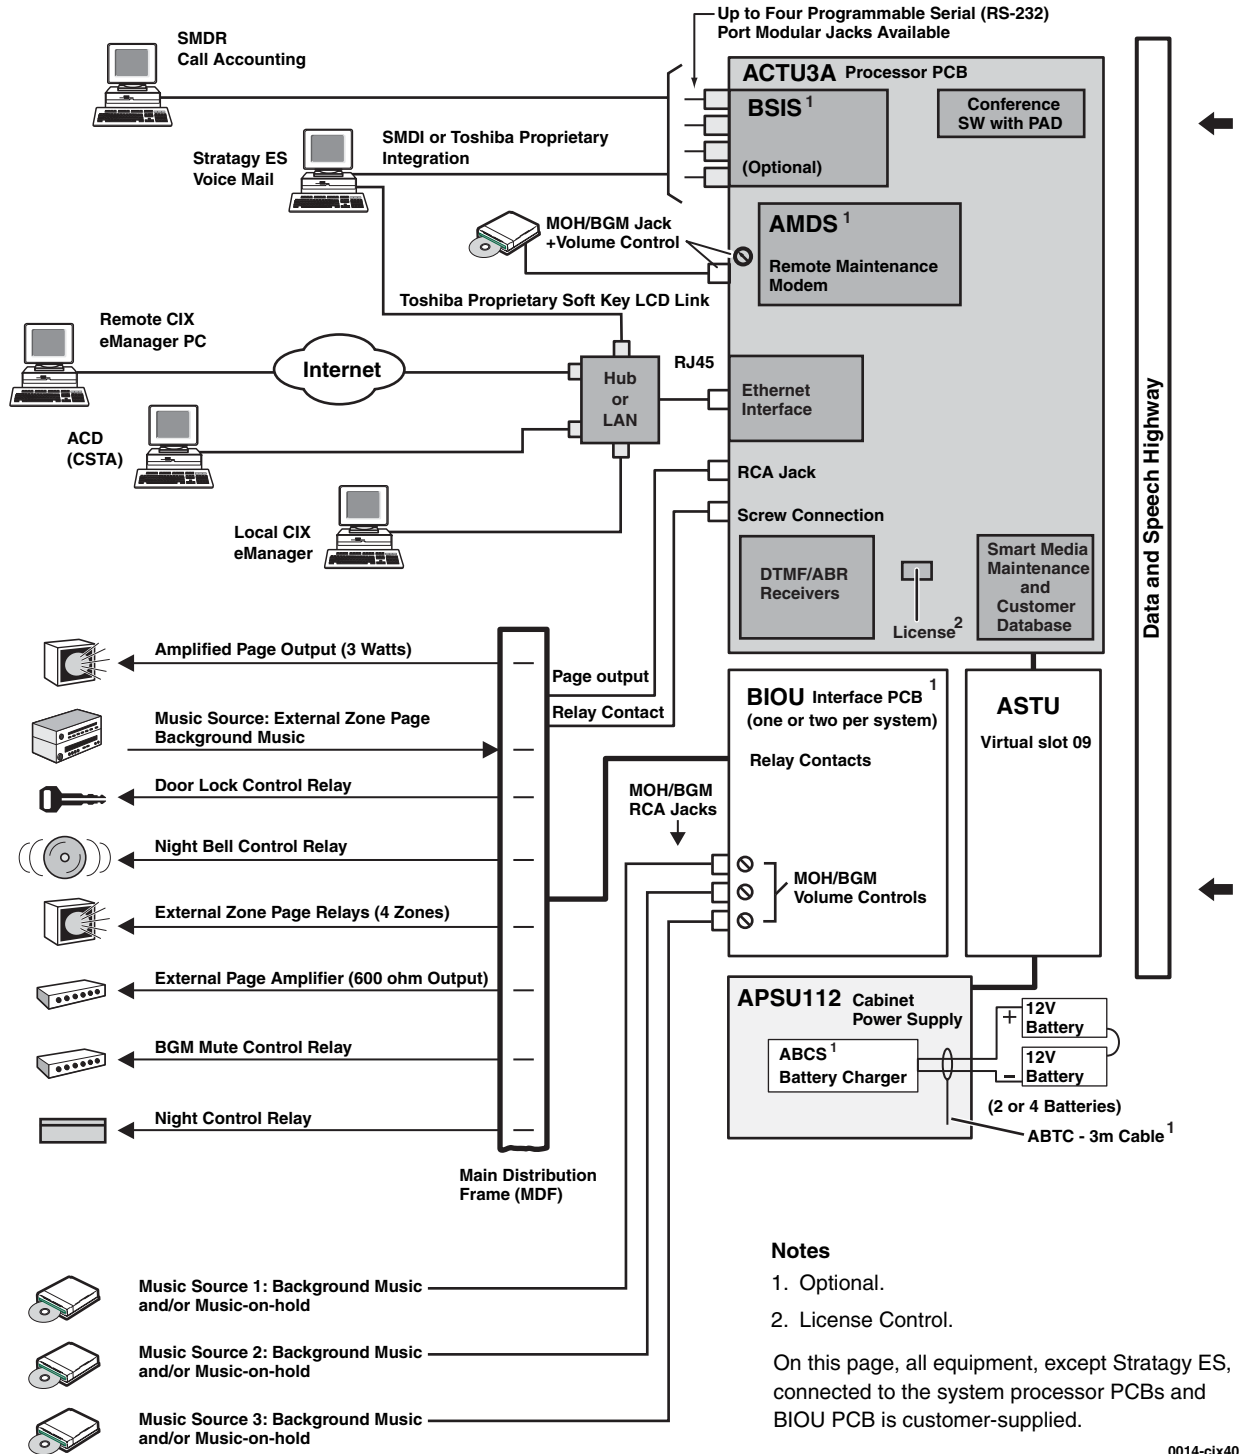 Up to Four Programmable Serial (RS-232)
Port Modular Jacks Available
SMDR
Call Accounting
ACTU3A Processor PCB
BSIS 1
(Optional)
Conference
SW with PAD
SMDI or Toshiba Proprietary
Integration
Stratagy ES
Voice Mail
MOH/BGM Jack
+Volume Control
AMDS 1
Remote Maintenance
Modem
Toshiba Proprietary Soft Key LCD Link
Remote CIX
eManager PC
Internet
Hub
or
LAN
RJ45
Ethernet
Interface
ACD
(CSTA)
RCA Jack
Screw Connection
Local CIX
eManager
DTMF/ABR
Receivers
License2
Smart Media
Maintenance
and
Customer
Database
Data and Speech Highway
Amplified Page Output (3 Watts)
Page output
Relay Contact
Music Source: External Zone Page
Background Music
Door Lock Control Relay
Night Bell Control Relay
External Zone Page Relays (4 Zones)
External Page Amplifier (600 ohm Output)
BGM Mute Control Relay
Night Control Relay
Main Distribution
Frame (MDF)
BIOU Interface PCB 1
(one or two per system)
Relay Contacts
MOH/BGM
RCA Jacks
MOH/BGM
Volume Controls
ASTU
Virtual slot 09
APSU112 Cabinet
Power Supply
ABCS 1
Battery Charger
+
12V
Battery
–
12V
Battery
(2 or 4 Batteries)
ABTC - 3m Cable 1
Music Source 1: Background Music
and/or Music-on-hold
Music Source 2: Background Music
and/or Music-on-hold
Music Source 3: Background Music
and/or Music-on-hold
Notes
1. Optional.
2. License Control.
On this page, all equipment, except Stratagy ES,
connected to the system processor PCBs and
BIOU PCB is customer-supplied.
0014-cix40